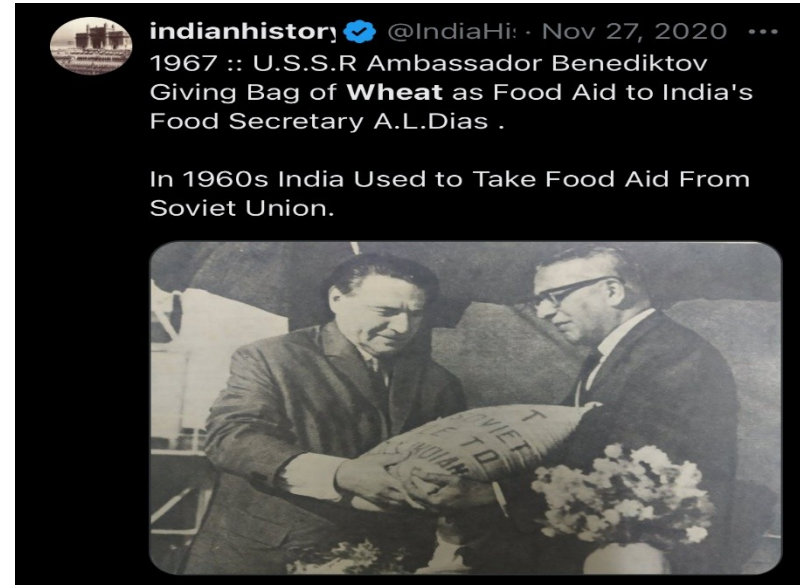 indianhistory @IndiaHi: · Nov 27, 2020 ···
1967 :: U.S.S.R Ambassador Benediktov
Giving Bag of Wheat as Food Aid to India's
Food Secretary A.L.Dias .
In 1960s India Used to Take Food Aid From
Soviet Union.
T
SOVIET
E TO
INDIAN